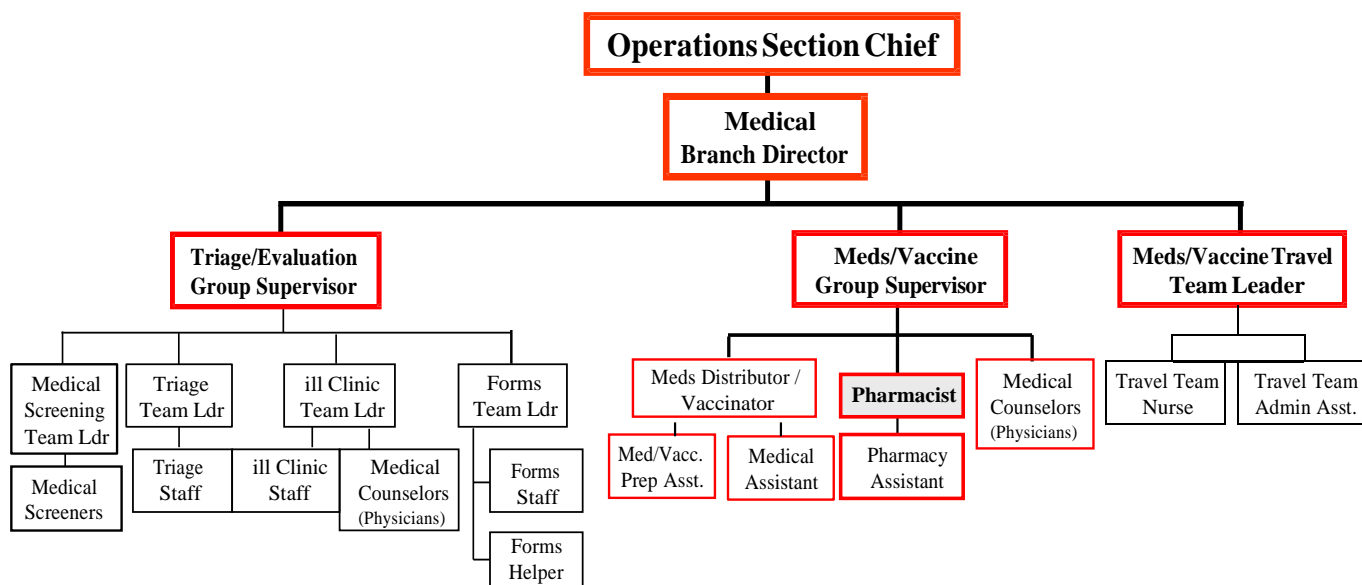 Operations Section Chief
Medical
Branch Director
Triage/Evaluation
Group Supervisor
Meds/Vaccine
Group Supervisor
Meds/Vaccine Travel
Team Leader
Medical
Screening
Team Ldr
Triage
Team Ldr
ill Clinic
Team Ldr
Forms
Team Ldr
Meds Distributor /
Vaccinator
Pharmacist
Medical
Counselors
(Physicians)
Travel Team
Nurse
Travel Team
Admin Asst.
Medical
Screeners
Triage
Staff
ill Clinic
Staff
Medical
Counselors
(Physicians)
Forms
Staff
Forms
Helper
Med/Vacc.
Prep Asst.
Medical
Assistant
Pharmacy
Assistant